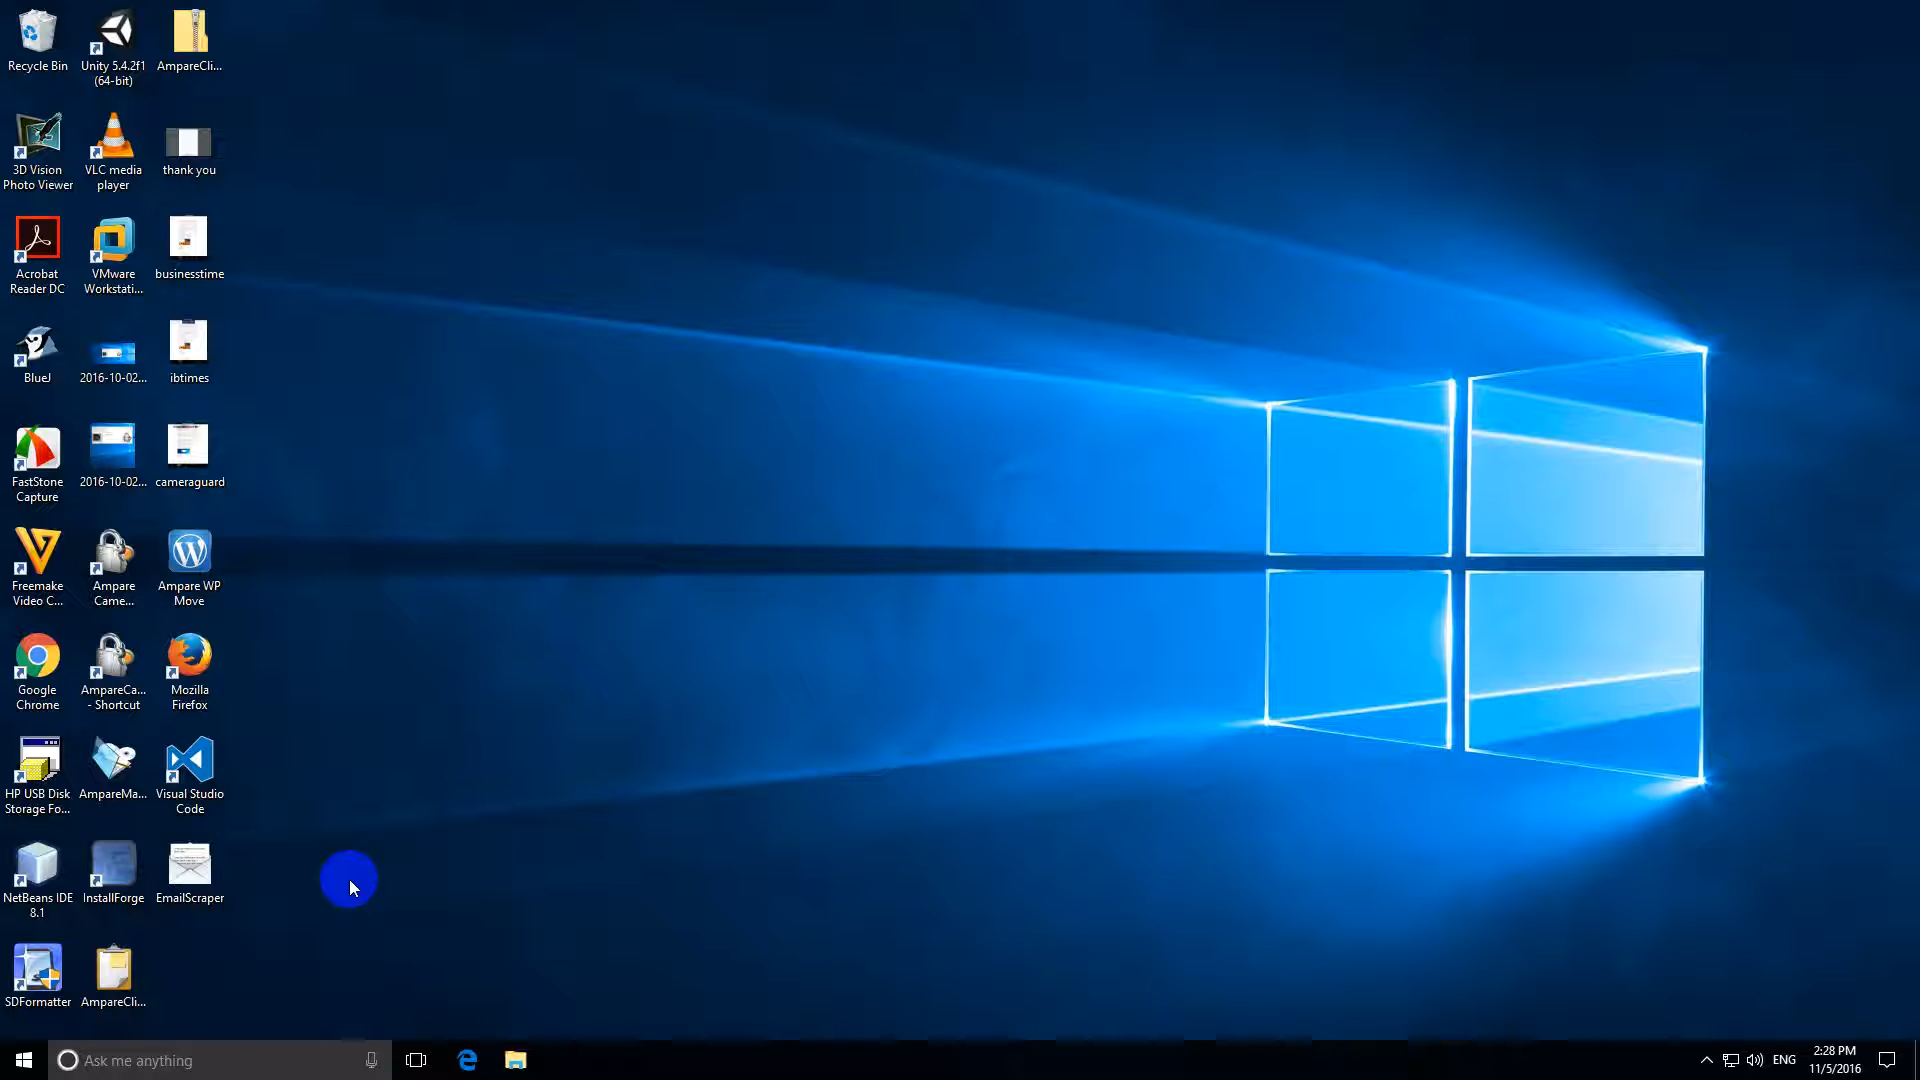 Recycle Bin
Unity 5.4.2f1
(64-bit)
AmpareCli...
3D Vision
Photo Viewer
VLC media
player
thank you
Acrobat
Reader DC
VMware
Workstati...
businesstime
BlueJ
2016-10-02...
ibtimes
FastStone
Capture
2016-10-02...
cameraguard
Freemake
Video C...
Ampare
Came...
Ampare WP
Move
Google
Chrome
AmpareCa...
- Shortcut
Mozilla
Firefox
HP USB Disk
Storage Fo...
AmpareMa...
Visual Studio
Code
NetBeans IDE
8.1
InstallForge
EmailScraper
SDFormatter
AmpareCli...
Ask me anything
ENG
2:28 PM
11/5/2016